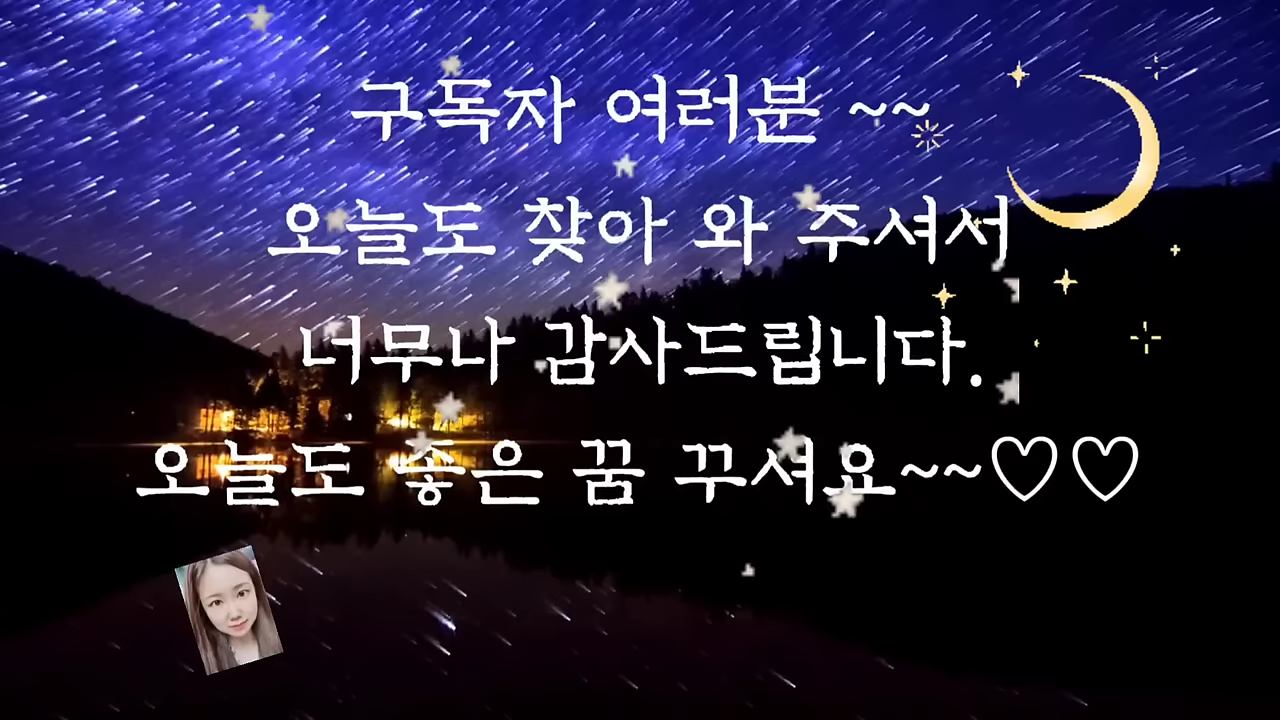 구독자 여러분 ~~
오늘도 찾아 와 주셔서
너무나 감사드립니다.
오늘도 좋은 꿈 꾸셔요~~♡♡